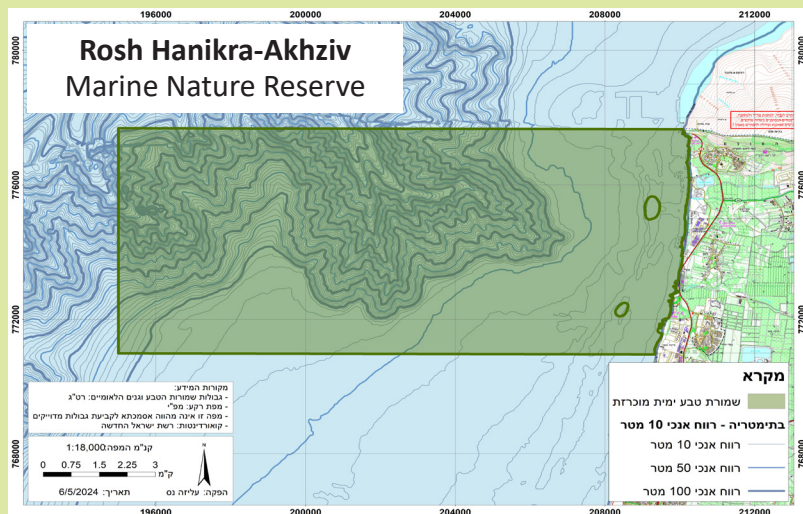 196000 200000 204000 208000 212000
Rosh Hanikra-Akhziv
Marine Nature Reserve
780000 780000
776000 776000
772000 772000
768000 768000
מקרא
שמורת טבע ימית מוכרזת
בתימטריה - רווח אנכי 10 מטר
רווח אנכי 10 מטר
רווח אנכי 50 מטר
רווח אנכי 100 מטר
מקורות המידע:
- גבולות שמורות הטבע וגנים הלאומיים: רט"ג
- מפת רקע: מפ"י
- מפה זו אינה מהווה אסמכתא לקביעת גבולות מדוייקים
- קואורדינטות: רשת ישראל החדשה
קנ"מ המפה: 1:18,000
0 0.75 1.5 2.25 3
ק"מ
N
תאריך: 6/5/2024
הפקה: עליזה נס
196000 200000 204000 208000 212000